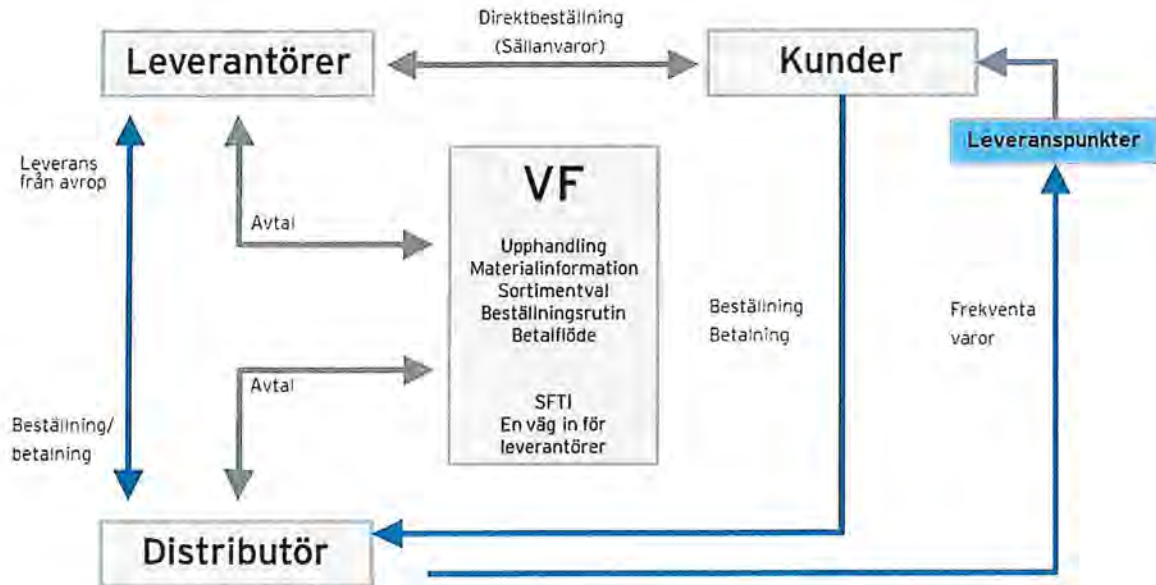 Direktbeställning
(Sällanvaror)
Leverantörer
Kunder
Leveranspunkter
Leverans
från avrop
VF
Avtal
Upphandling
Materialinformation
Sortimentval
Beställningsrutin
Betalflöde
Beställning
Betalning
Frekventa
varor
Avtal
SFTI
En väg in för
leverantörer
Beställning/
betalning
Distributör